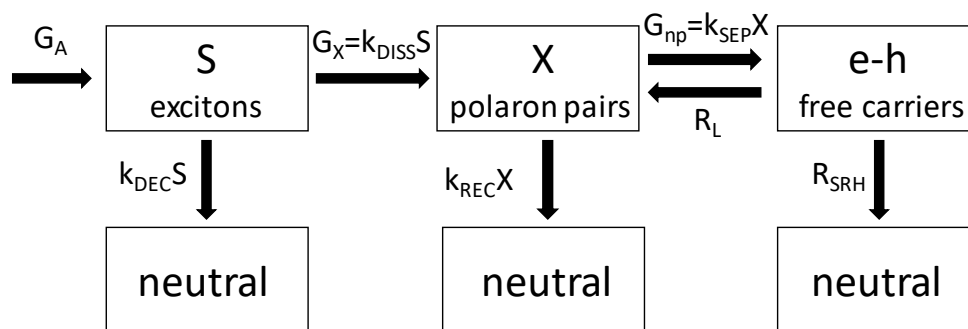 G_A
S
excitons
G_X=k_DISS S
X
polaron pairs
G_np=k_SEP X
R_L
e-h
free carriers
k_DEC S
k_REC X
R_SRH
neutral
neutral
neutral